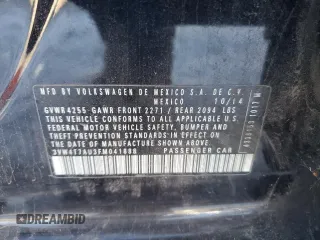 MFD BY VOLKSWAGEN DE MEXICO S.A. DE C.V.
MEXICO 10/14
GVWR 4255 GAWR FRONT 2271 / REAR 2094 LBS
THIS VEHICLE CONFORMS TO ALL APPLICABLE
FEDERAL MOTOR VEHICLE SAFETY, BUMPER AND
THEFT PREVENTION STANDARDS IN EFFECT ON
THE DATE OF MANUFACTURE SHOWN ABOVE
3VW4T7AU3FM041888 PASSENGER CAR
DREAMBID